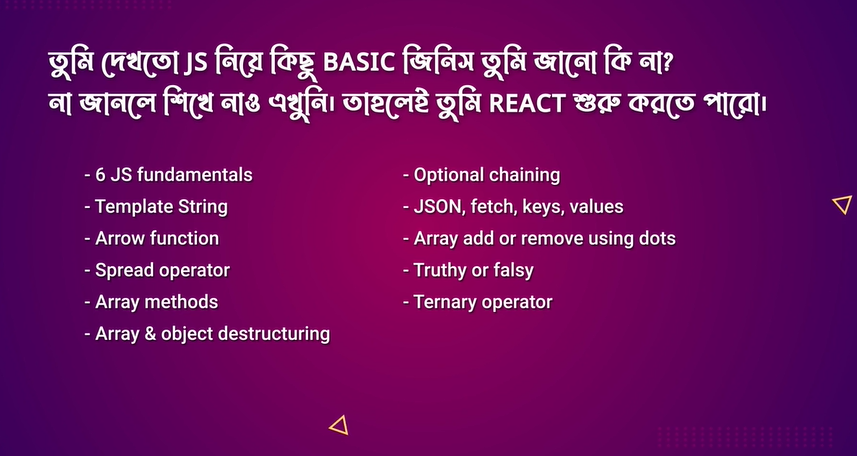 তুমি দেখতো JS নিয়ে কিছু BASIC জিনিস তুমি জানো কি না?
না জানলে শিখে নাও এখুনি। তাহলেই তুমি REACT শুরু করতে পারো।
- 6 JS fundamentals
- Template String
- Arrow function
- Spread operator
- Array methods
- Array & object destructuring
- Optional chaining
- JSON, fetch, keys, values
- Array add or remove using dots
- Truthy or falsy
- Ternary operator